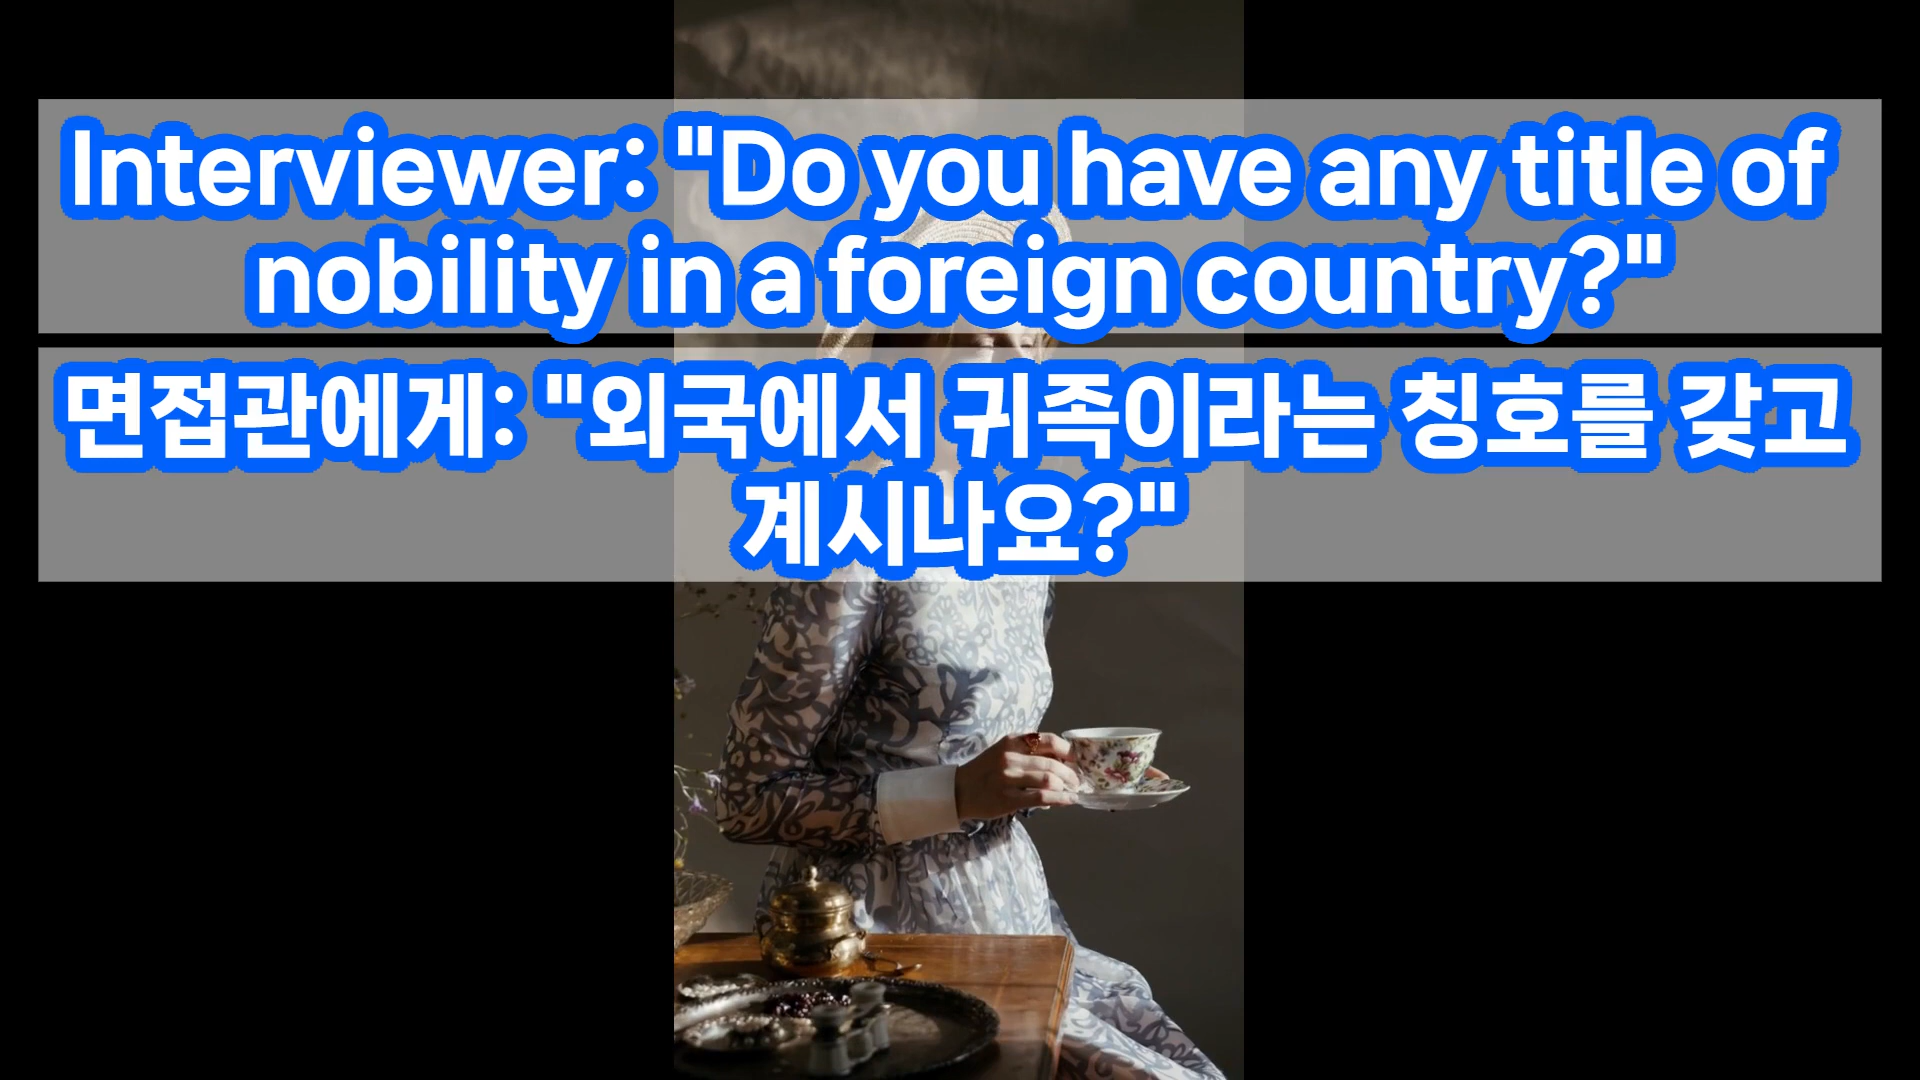 Interviewer: "Do you have any title of
nobility in a foreign country?"
면접관에게: "외국에서 귀족이라는 칭호를 갖고
계시나요?"